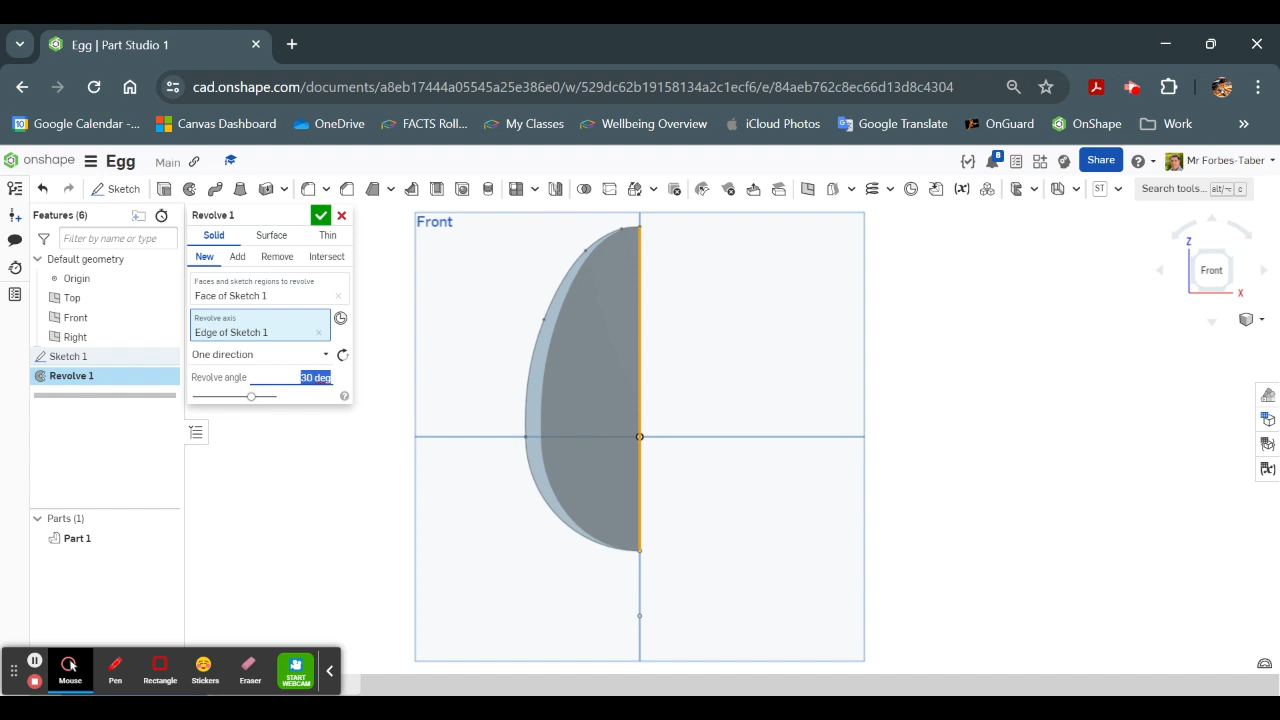 Egg | Part Studio 1
cad.onshape.com/documents/a8eb17444a05545a25e386e0/w/529dc62b19158134a2c1ecf6/e/84aeb762c8ec66d13d8c4304
10 Google Calendar -...
Canvas Dashboard
OneDrive
FACTS Roll...
My Classes
Wellbeing Overview
iCloud Photos
Google Translate
OnGuard
OnShape
Work
onshape Egg Main
8
Share
Mr Forbes-Taber
Sketch
ST
Search tools... alt/⌥ c
Features (6)
Filter by name or type
Default geometry
Origin
Top
Front
Right
Sketch 1
Revolve 1
Parts (1)
Part 1
Revolve 1
Solid Surface Thin
New Add Remove Intersect
Faces and sketch regions to revolve
Face of Sketch 1
Revolve axis
Edge of Sketch 1
One direction
Revolve angle 30 deg
Front
Z
Front
X
Mouse
Pen
Rectangle
Stickers
Eraser
START
WEBCAM